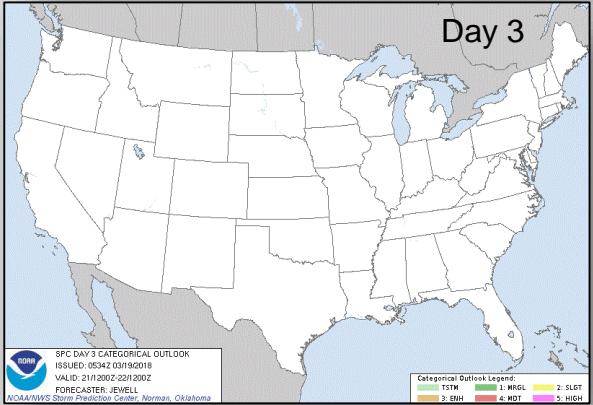 Day 3
SPC DAY 3 CATEGORICAL OUTLOOK
ISSUED: 0534Z 03/19/2018
VALID: 21/1200Z-22/1200Z
FORECASTER: JEWELL
NOAA/NWS Storm Prediction Center, Norman, Oklahoma
NOAA
Categorical Outlook Legend:
TSTM 1: MRGL 2: SLGT
3: ENH 4: MDT 5: HIGH